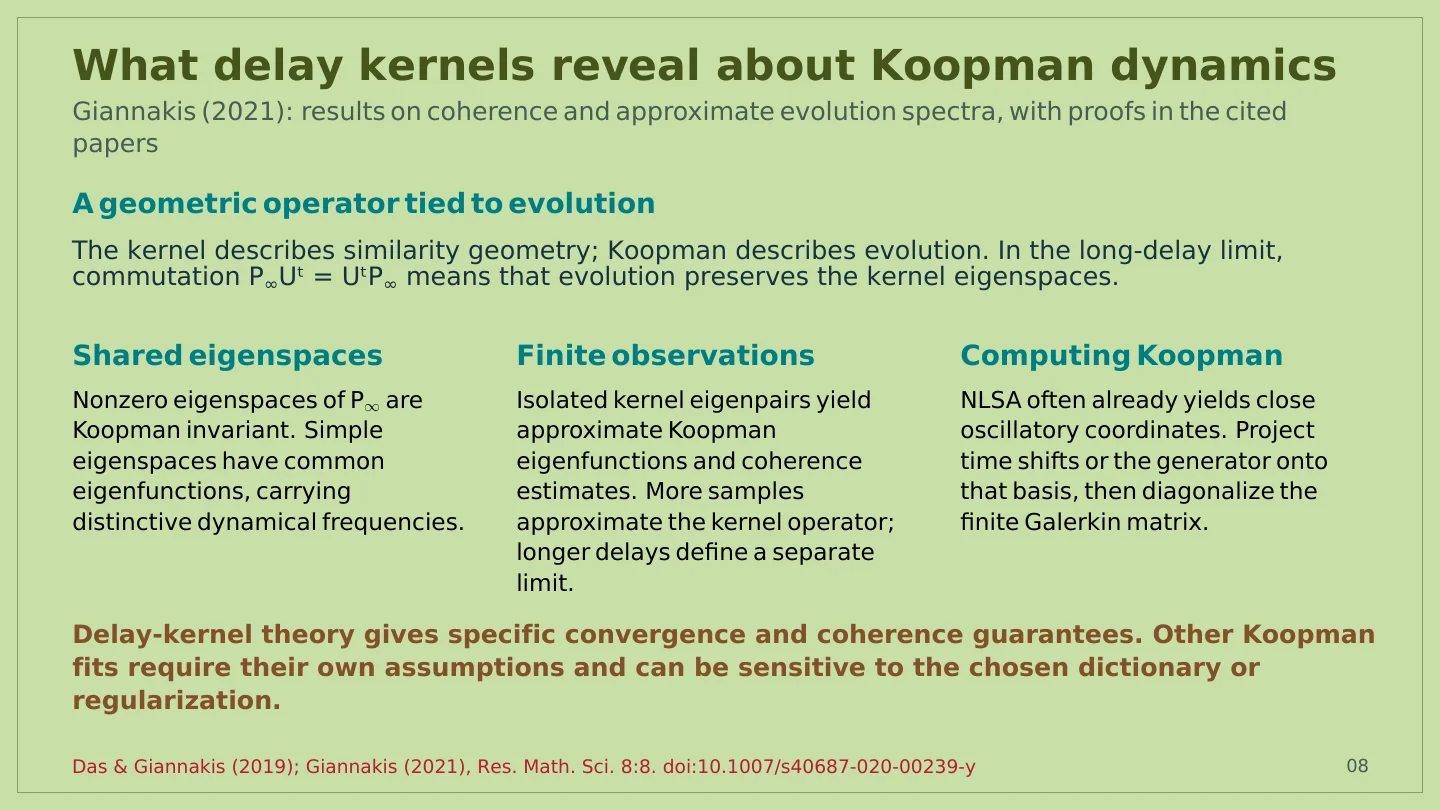 What delay kernels reveal about Koopman dynamics
Giannakis (2021): results on coherence and approximate evolution spectra, with proofs in the cited
papers
A geometric operator tied to evolution
The kernel describes similarity geometry; Koopman describes evolution. In the long-delay limit,
commutation P∞Uᵗ = UᵗP∞ means that evolution preserves the kernel eigenspaces.
Shared eigenspaces
Nonzero eigenspaces of P∞ are
Koopman invariant. Simple
eigenspaces have common
eigenfunctions, carrying
distinctive dynamical frequencies.
Finite observations
Isolated kernel eigenpairs yield
approximate Koopman
eigenfunctions and coherence
estimates. More samples
approximate the kernel operator;
longer delays define a separate
limit.
Computing Koopman
NLSA often already yields close
oscillatory coordinates. Project
time shifts or the generator onto
that basis, then diagonalize the
finite Galerkin matrix.
Delay-kernel theory gives specific convergence and coherence guarantees. Other Koopman
fits require their own assumptions and can be sensitive to the chosen dictionary or
regularization.
Das & Giannakis (2019); Giannakis (2021), Res. Math. Sci. 8:8. doi:10.1007/s40687-020-00239-y
08